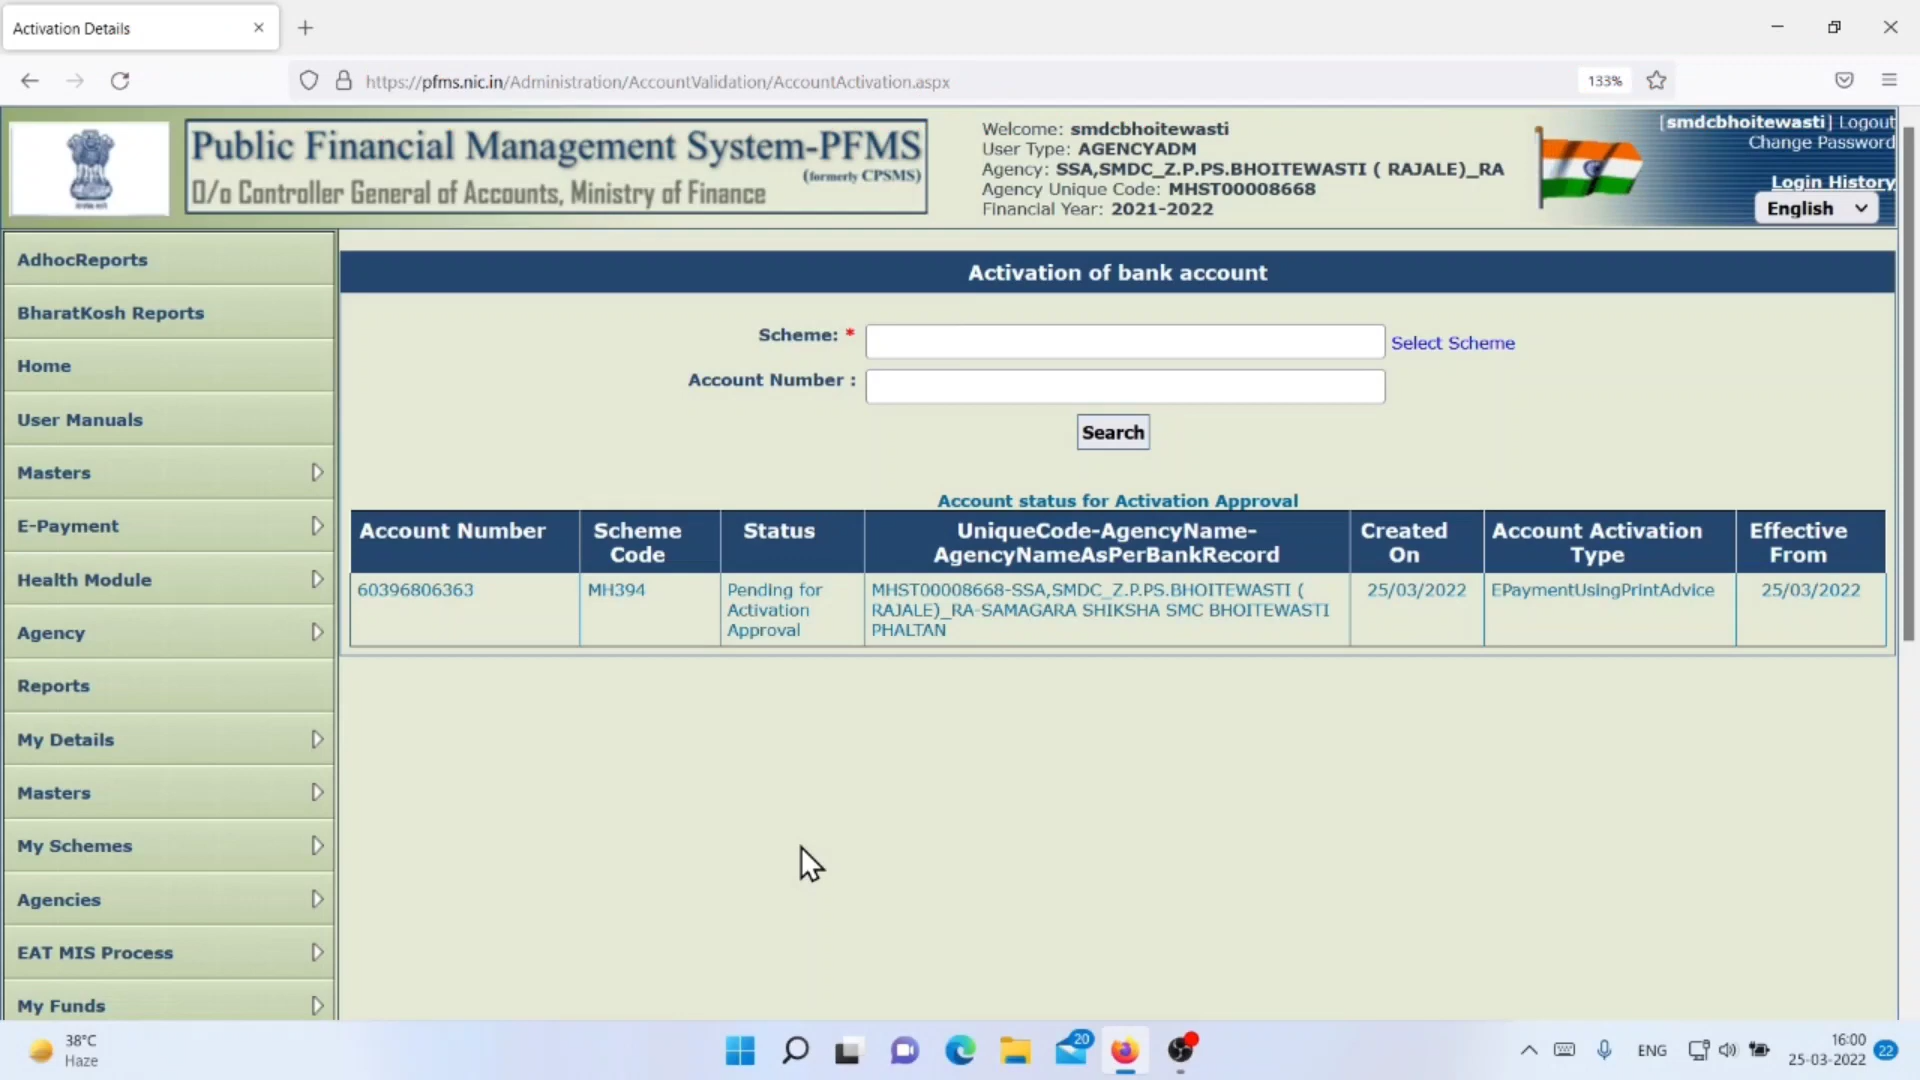 Activation Details
https://pfms.nic.in/Administration/AccountValidation/AccountActivation.aspx
133%
Public Financial Management System-PFMS
(formerly CPSMS)
O/o Controller General of Accounts, Ministry of Finance
Welcome: smdcbhoitewasti
User Type: AGENCYADM
Agency: SSA,SMDC_Z.P.PS.BHOITEWASTI ( RAJALE)_RA
Agency Unique Code: MHST00008668
Financial Year: 2021-2022
[smdcbhoitewasti] Logout
Change Password
Login History
English
AdhocReports
BharatKosh Reports
Home
User Manuals
Masters
E-Payment
Health Module
Agency
Reports
My Details
Masters
My Schemes
Agencies
EAT MIS Process
My Funds
Activation of bank account
Scheme: *
Select Scheme
Account Number :
Search
Account status for Activation Approval
Account Number
Scheme
Code
Status
UniqueCode-AgencyName-
AgencyNameAsPerBankRecord
Created
On
Account Activation
Type
Effective
From
60396806363
MH394
Pending for
Activation
Approval
MHST00008668-SSA,SMDC_Z.P.PS.BHOITEWASTI (
RAJALE)_RA-SAMAGARA SHIKSHA SMC BHOITEWASTI
PHALTAN
25/03/2022
EPaymentUsingPrintAdvice
25/03/2022
38°C
Haze
20
ENG
16:00
25-03-2022
22